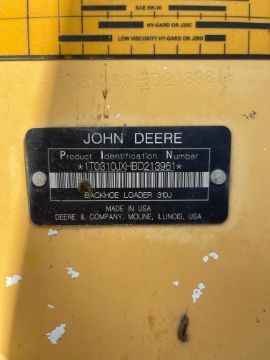 SAE 5W-30
HY-GARD OR J20C
LOW VISCOSITY HY-GARD OR J20D
JOHN DEERE
Product Identification Number
*1T0310JXHBD213961*
BACKHOE LOADER 310J
MADE IN USA
DEERE & COMPANY, MOLINE, ILLINOIS, USA